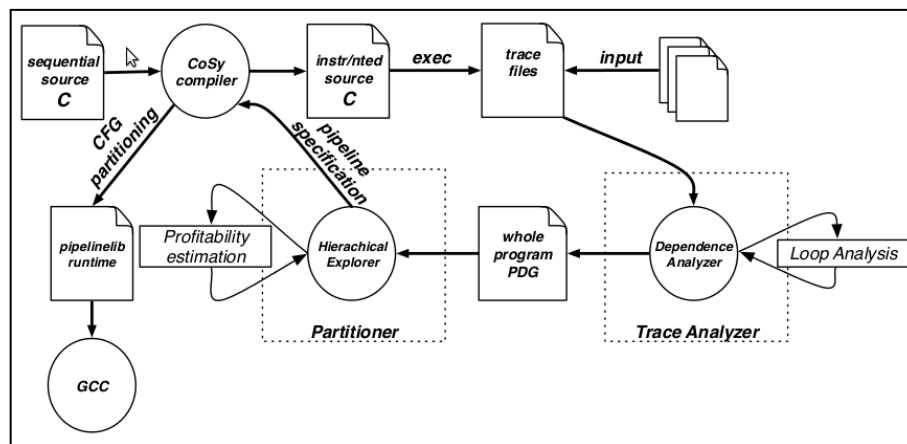 sequential
source
C
CoSy
compiler
instr/nted
source
C
exec
trace
files
input
CFG
partitioning
pipeline
specification
pipelinelib
runtime
Profitability
estimation
Hierachical
Explorer
whole
program
PDG
Dependence
Analyzer
Loop Analysis
Partitioner
Trace Analyzer
GCC